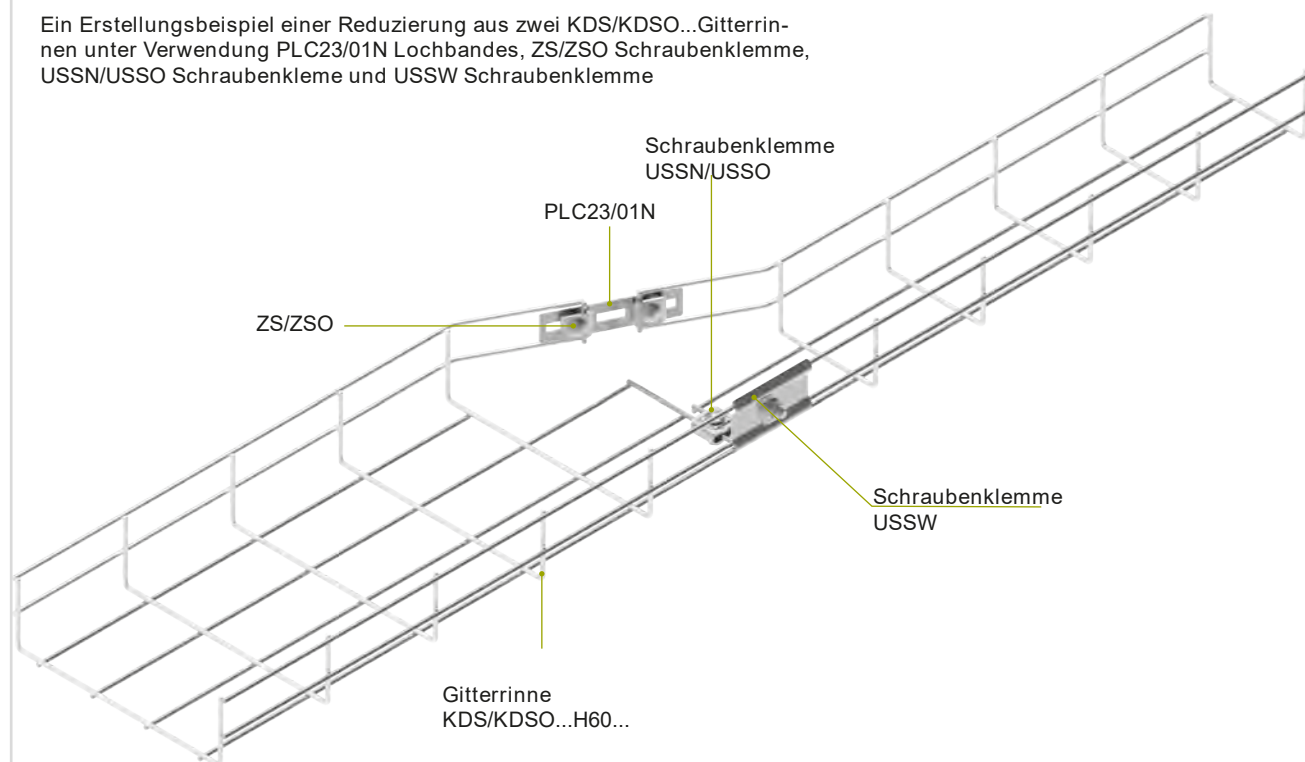 Ein Erstellungsbeispiel einer Reduzierung aus zwei KDS/KDSO...Gitterrin-
nen unter Verwendung PLC23/01N Lochbandes, ZS/ZSO Schraubenklemme,
USSN/USSO Schraubenkleme und USSW Schraubenklemme
Schraubenklemme
USSN/USSO
PLC23/01N
ZS/ZSO
Schraubenklemme
USSW
Gitterrinne
KDS/KDSO...H60...